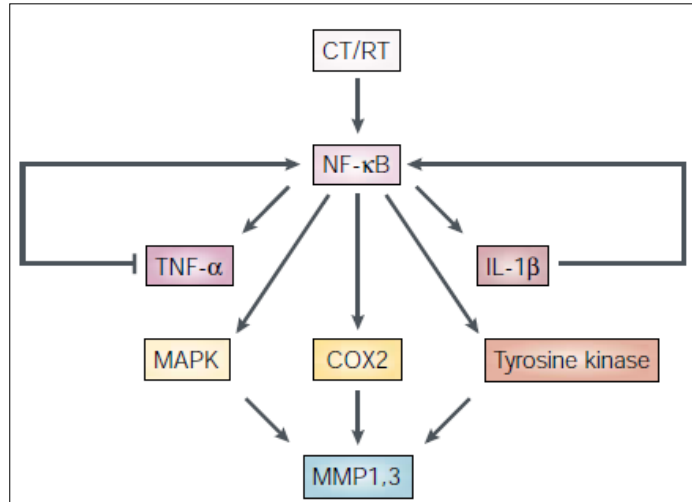 CT/RT
NF-κB
TNF-α
IL-1β
MAPK
COX2
Tyrosine kinase
MMP1,3